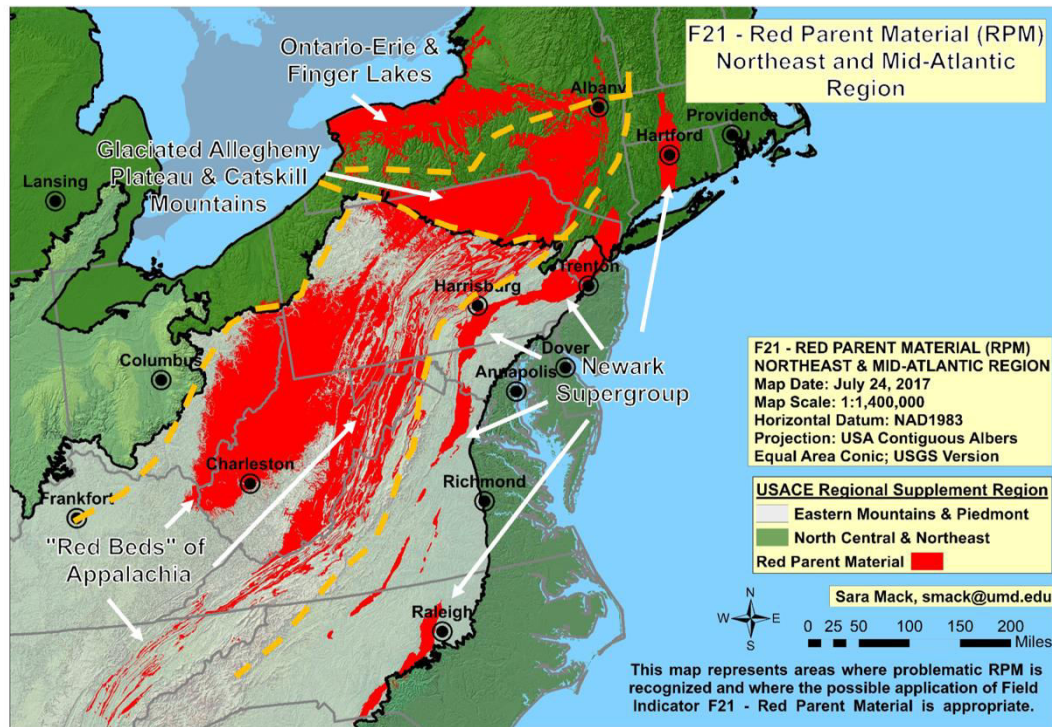 F21 - Red Parent Material (RPM)
Northeast and Mid-Atlantic
Region
Ontario-Erie &
Finger Lakes
Glaciated Allegheny
Plateau & Catskill
Mountains
Albany
Providence
Hartford
Lansing
Trenton
Harrisburg
Columbus
Dover
Annapolis
Newark
Supergroup
Charleston
Frankfort
Richmond
"Red Beds" of
Appalachia
Raleigh
F21 - RED PARENT MATERIAL (RPM)
NORTHEAST & MID-ATLANTIC REGION
Map Date: July 24, 2017
Map Scale: 1:1,400,000
Horizontal Datum: NAD1983
Projection: USA Contiguous Albers
Equal Area Conic; USGS Version
USACE Regional Supplement Region
Eastern Mountains & Piedmont
North Central & Northeast
Red Parent Material
Sara Mack, smack@umd.edu
N
W E
S
0 25 50 100 150 200
Miles
This map represents areas where problematic RPM is
recognized and where the possible application of Field
Indicator F21 - Red Parent Material is appropriate.